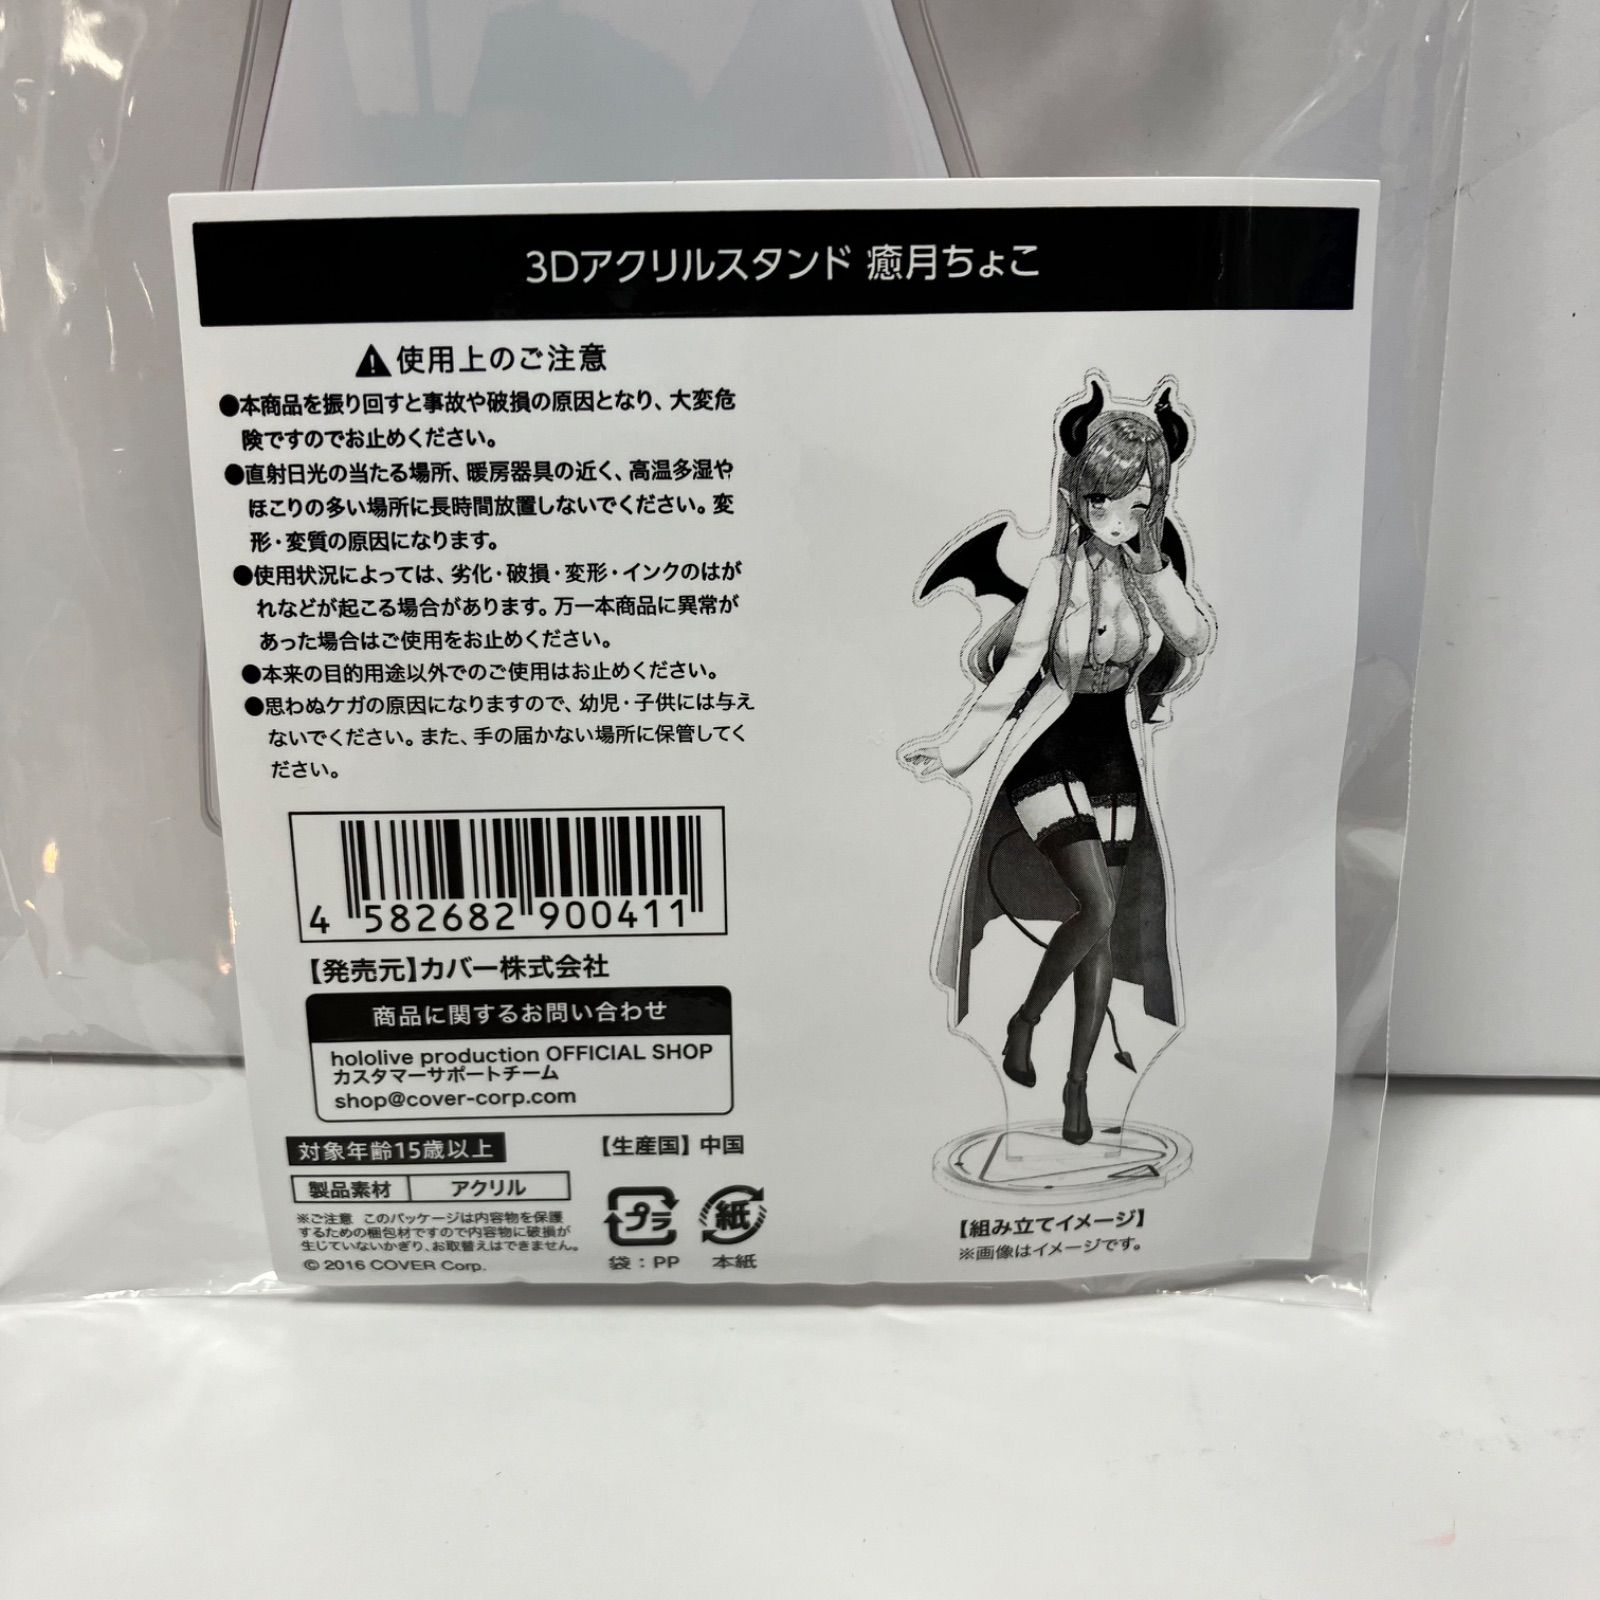 3Dアクリルスタンド 癒月ちょこ
使用上のご注意
●本商品を振り回すと事故や破損の原因となり、大変危
険ですのでお止めください。
●直射日光の当たる場所、暖房器具の近く、高温多湿や
ほこりの多い場所に長時間放置しないでください。変
形・変質の原因になります。
●使用状況によっては、劣化・破損・変形・インクのはが
れなどが起こる場合があります。万一本商品に異常が
あった場合はご使用をお止めください。
●本来の目的用途以外でのご使用はお止めください。
●思わぬケガの原因になりますので、幼児・子供には与え
ないでください。また、手の届かない場所に保管してく
ださい。
4 582682 900411
【発売元】カバー株式会社
商品に関するお問い合わせ
hololive production OFFICIAL SHOP
カスタマーサポートチーム
shop@cover-corp.com
対象年齢15歳以上
【生産国】中国
製品素材 アクリル
※ご注意 このパッケージは内容物を保護
するための梱包材ですので内容物に破損が
生じていないかぎり、お取替えはできません。
© 2016 COVER Corp.
プラ
袋：PP
紙
本紙
【組み立てイメージ】
※画像はイメージです。